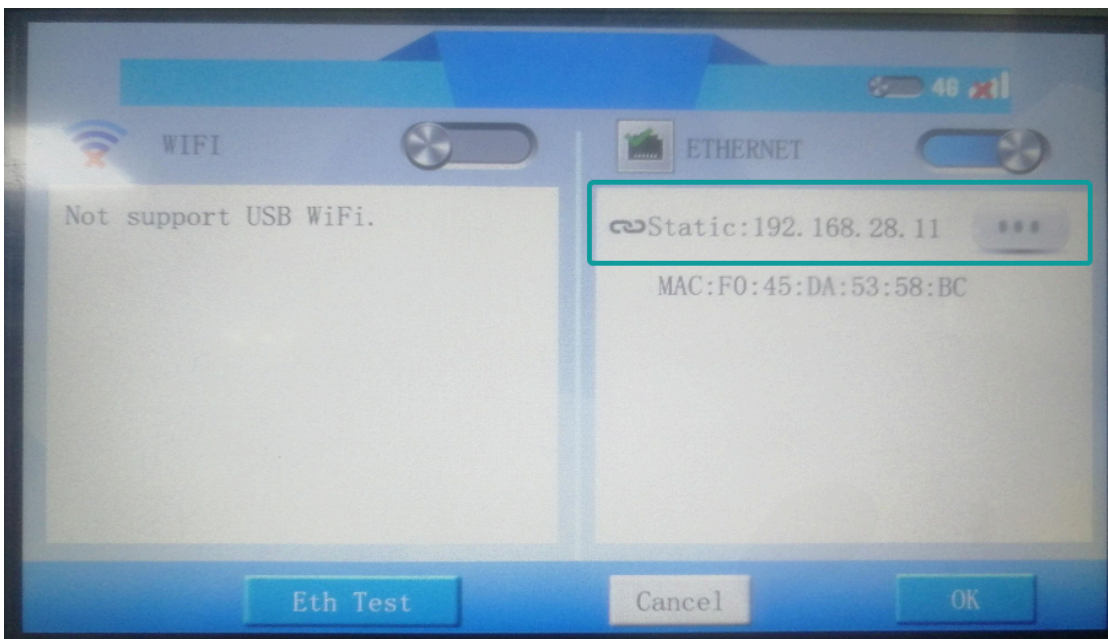 4G
WIFI
ETHERNET
Not support USB WiFi.
Static:192.168.28.11
MAC:F0:45:DA:53:58:BC
Eth Test
Cancel
OK